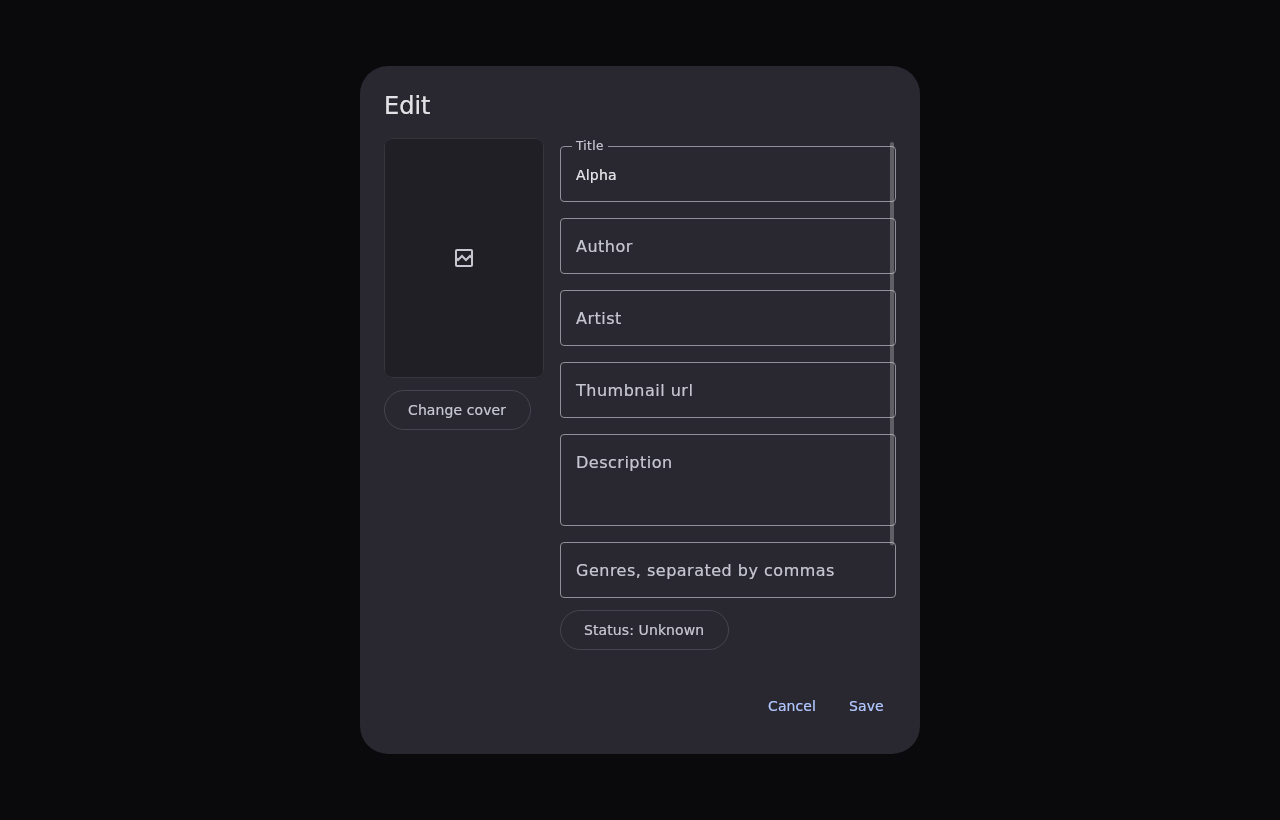 Edit
Title
Alpha
Author
Artist
Thumbnail url
Change cover
Description
Genres, separated by commas
Status: Unknown
Cancel
Save